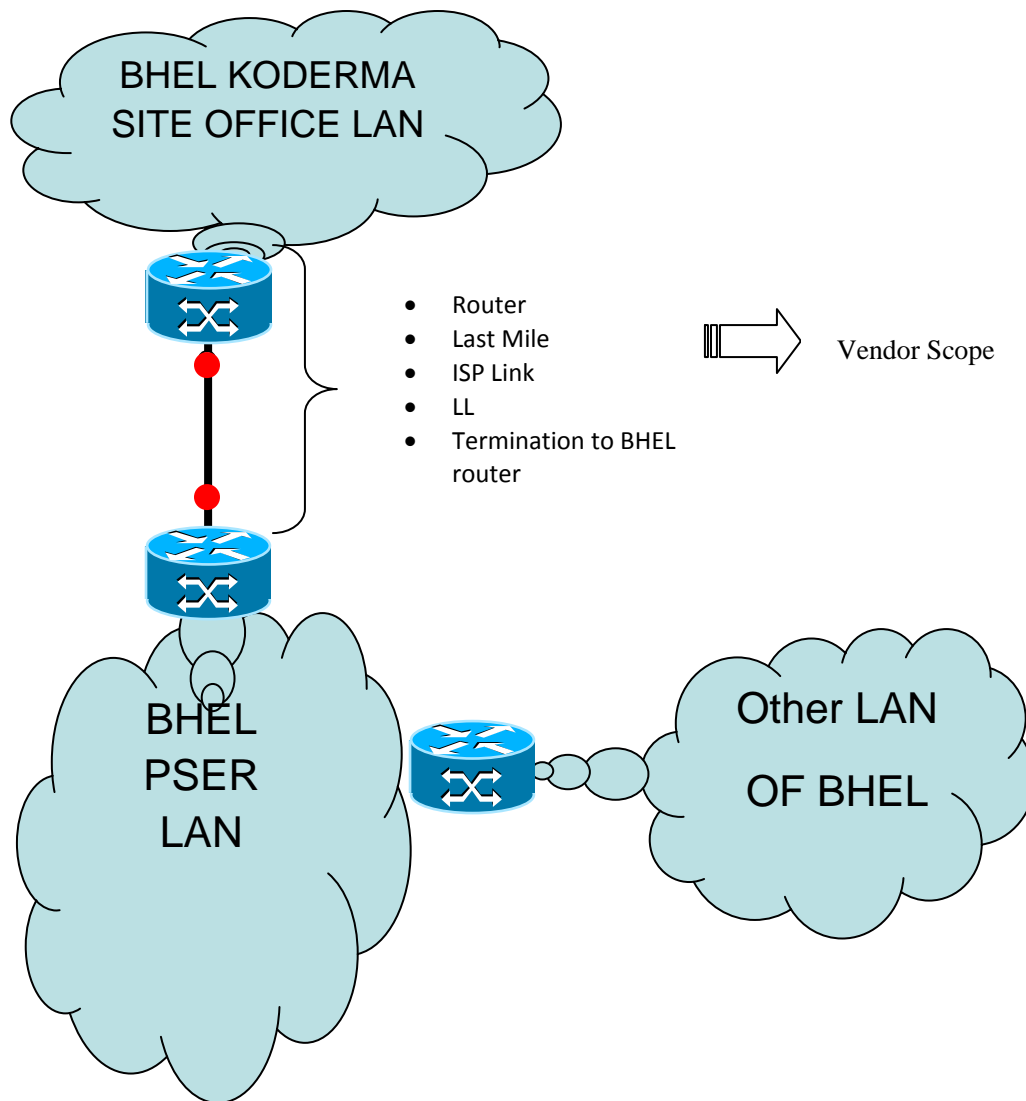 BHEL KODERMA
SITE OFFICE LAN
• Router
• Last Mile
• ISP Link
• LL
• Termination to BHEL
router
Vendor Scope
BHEL
PSER
LAN
Other LAN
OF BHEL